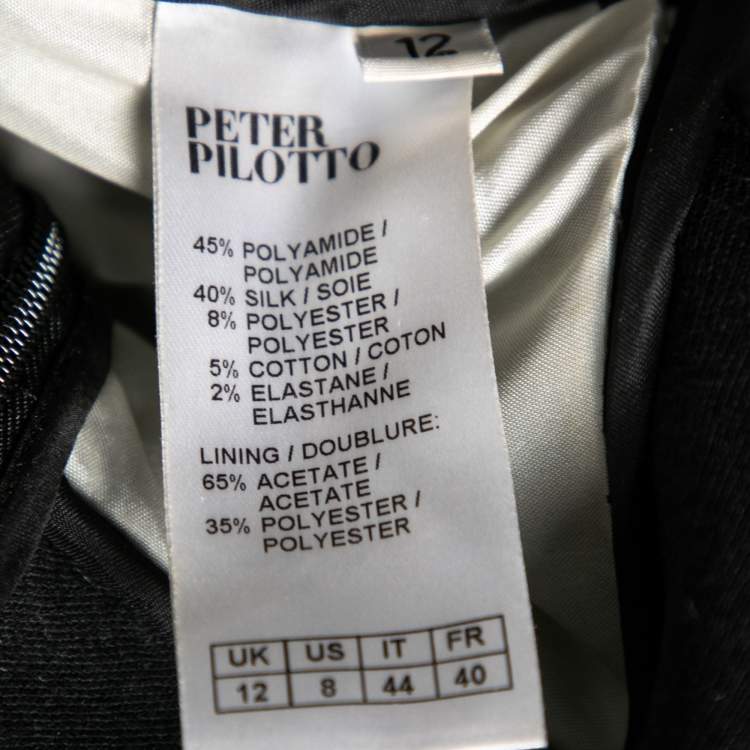 12
PETER
PILOTTO
45% POLYAMIDE /
POLYAMIDE
40% SILK / SOIE
8% POLYESTER /
POLYESTER
5% COTTON / COTON
2% ELASTANE /
ELASTHANNE
LINING / DOUBLURE:
65% ACETATE /
ACETATE
35% POLYESTER /
POLYESTER
UK US IT FR
12 8 44 40